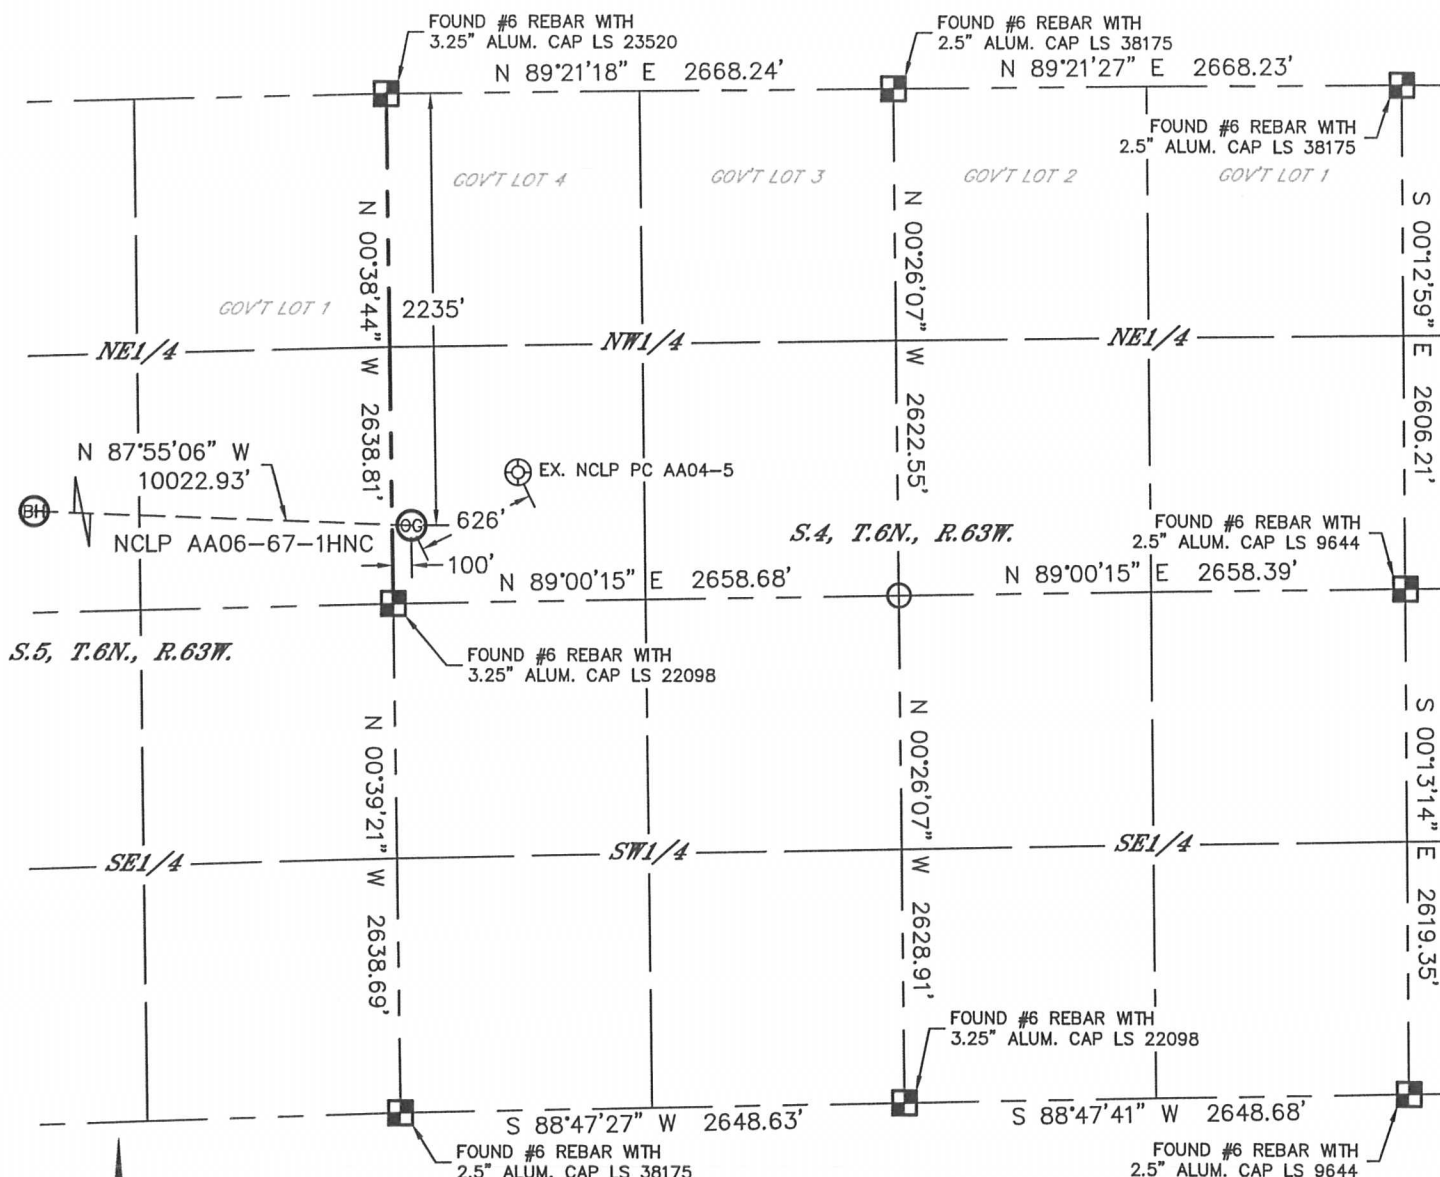 FOUND #6 REBAR WITH
3.25" ALUM. CAP LS 23520
N 89°21'18" E 2668.24'
FOUND #6 REBAR WITH
2.5" ALUM. CAP LS 38175
N 89°21'27" E 2668.23'
FOUND #6 REBAR WITH
2.5" ALUM. CAP LS 38175
GOV'T LOT 4
GOV'T LOT 3
GOV'T LOT 2
GOV'T LOT 1
N 00°38'44" W 2638.81'
N 00°26'07" W 2622.55'
S 00°12'59" E 2606.21'
GOV'T LOT 1
2235'
NE1/4
NW1/4
NE1/4
N 87°55'06" W
10022.93'
EX. NCLP PC AA04-5
BH
OG
626'
NCLP AA06-67-1HNC
100'
S.4, T.6N., R.63W.
FOUND #6 REBAR WITH
2.5" ALUM. CAP LS 9644
N 89°00'15" E 2658.68'
N 89°00'15" E 2658.39'
S.5, T.6N., R.63W.
FOUND #6 REBAR WITH
3.25" ALUM. CAP LS 22098
N 00°39'21" W 2638.69'
N 00°26'07" W 2628.91'
S 00°13'14" E 2619.35'
SE1/4
SW1/4
SE1/4
FOUND #6 REBAR WITH
3.25" ALUM. CAP LS 22098
S 88°47'27" W 2648.63'
S 88°47'41" W 2648.68'
FOUND #6 REBAR WITH
2.5" ALUM. CAP LS 38175
FOUND #6 REBAR WITH
2.5" ALUM. CAP LS 9644